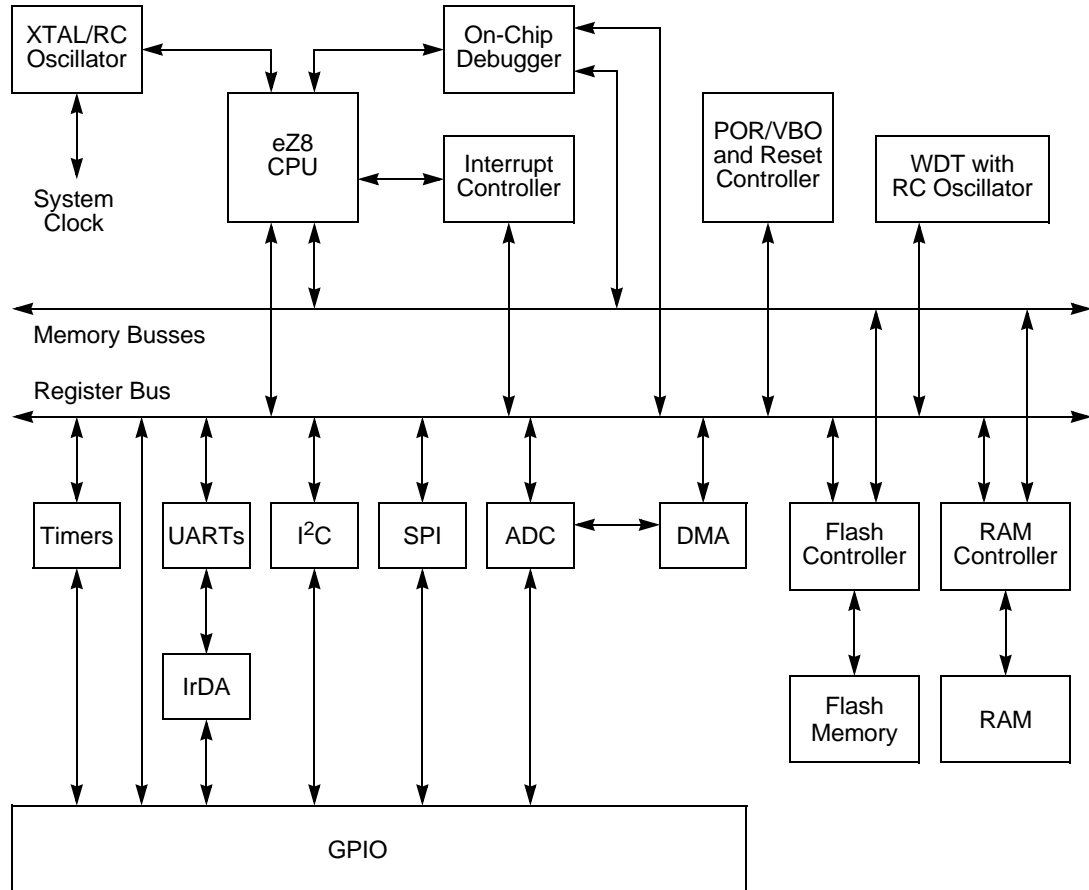 XTAL/RC
Oscillator
On-Chip
Debugger
eZ8
CPU
Interrupt
Controller
POR/VBO
and Reset
Controller
WDT with
RC Oscillator
System
Clock
Memory Busses
Register Bus
Timers
UARTs
I²C
SPI
ADC
DMA
Flash
Controller
RAM
Controller
IrDA
Flash
Memory
RAM
GPIO